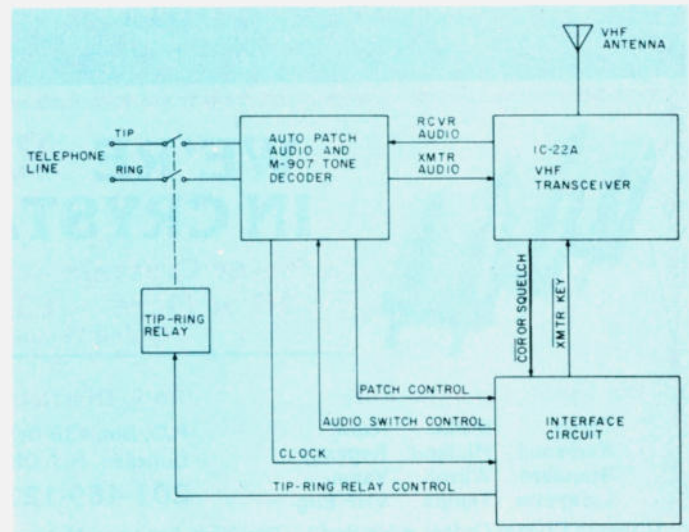 VHF
ANTENNA
TIP
TELEPHONE
LINE
RING
AUTO PATCH
AUDIO AND
M-907 TONE
DECODER
RCVR
AUDIO
XMTR
AUDIO
IC-22A
VHF
TRANSCEIVER
COR OR SQUELCH
XMTR KEY
TIP-RING
RELAY
PATCH CONTROL
AUDIO SWITCH CONTROL
CLOCK
TIP-RING RELAY CONTROL
INTERFACE
CIRCUIT